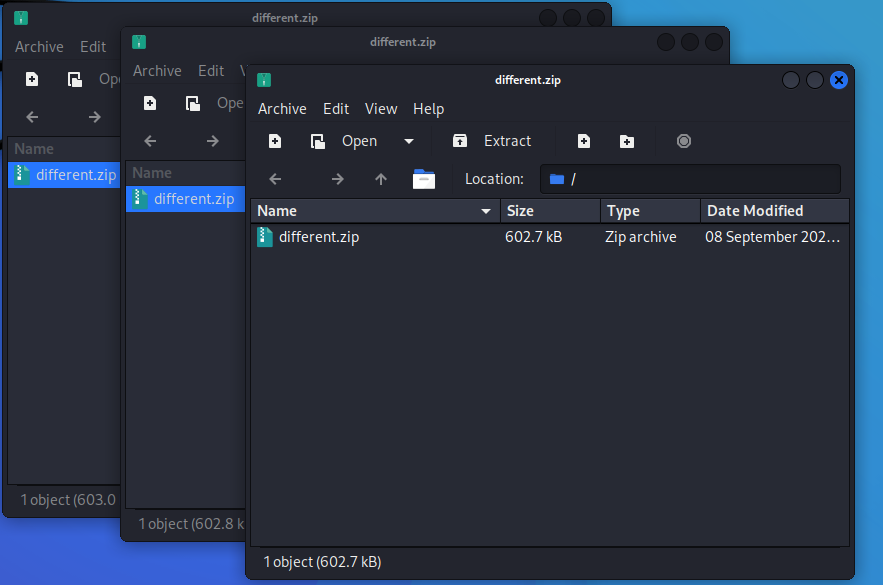 different.zip
Archive Edit
Op
Name
different.zip
1 object (603.0
different.zip
Archive Edit V
Ope
Name
different.zip
1 object (602.8 k
different.zip
Archive Edit View Help
Open Extract
Location: /
Name Size Type Date Modified
different.zip 602.7 kB Zip archive 08 September 202...
1 object (602.7 kB)